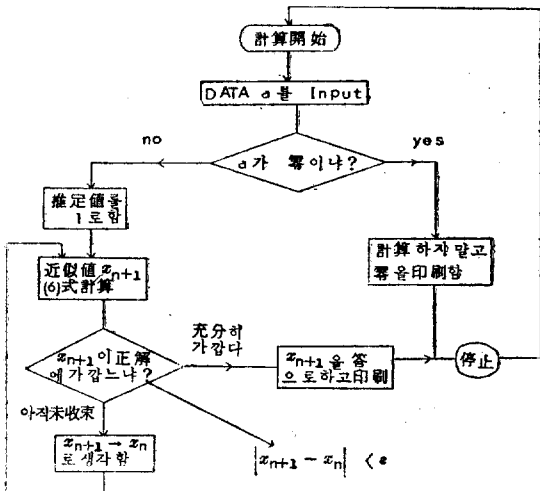 計算開始
DATA a를 Input
no
yes
a가 零이냐?
推定値를
1로함
計算하지말고
零을印刷함
近似値 xn+1
(6)式計算
xn+1이正解
에가깝느냐?
充分히
가깝다
xn+1을答
으로하고印刷
停止
아직未收束
xn+1→xn
로생각함
|xn+1 − xn| < ε